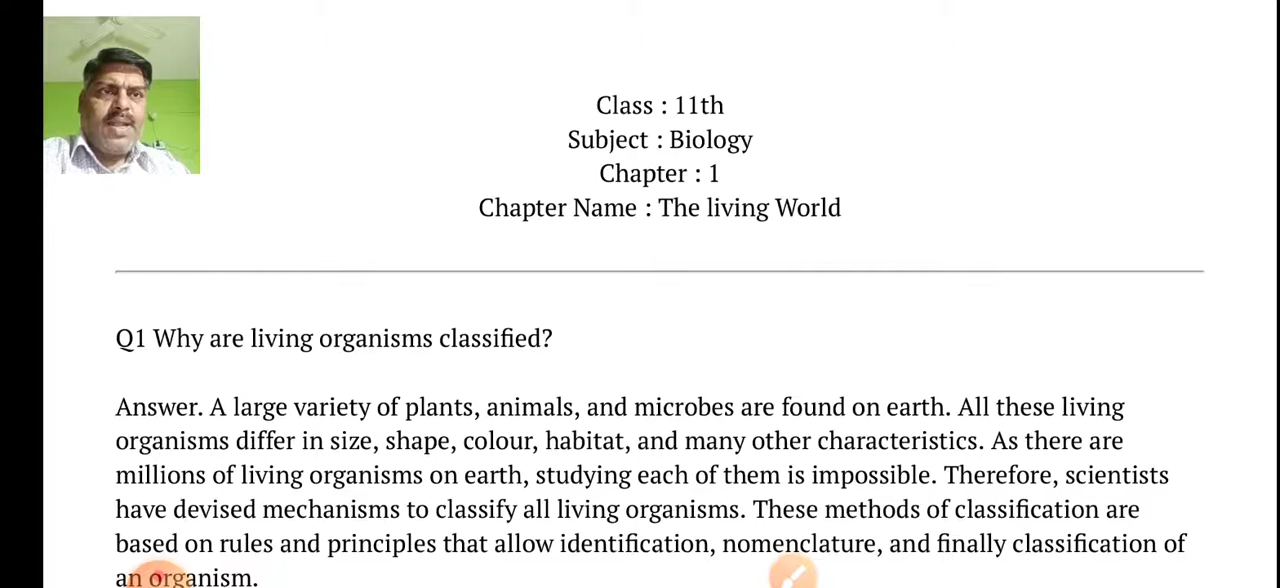 Class : 11th
Subject : Biology
Chapter : 1
Chapter Name : The living World
Q1 Why are living organisms classified?
Answer. A large variety of plants, animals, and microbes are found on earth. All these living
organisms differ in size, shape, colour, habitat, and many other characteristics. As there are
millions of living organisms on earth, studying each of them is impossible. Therefore, scientists
have devised mechanisms to classify all living organisms. These methods of classification are
based on rules and principles that allow identification, nomenclature, and finally classification of
an organism.